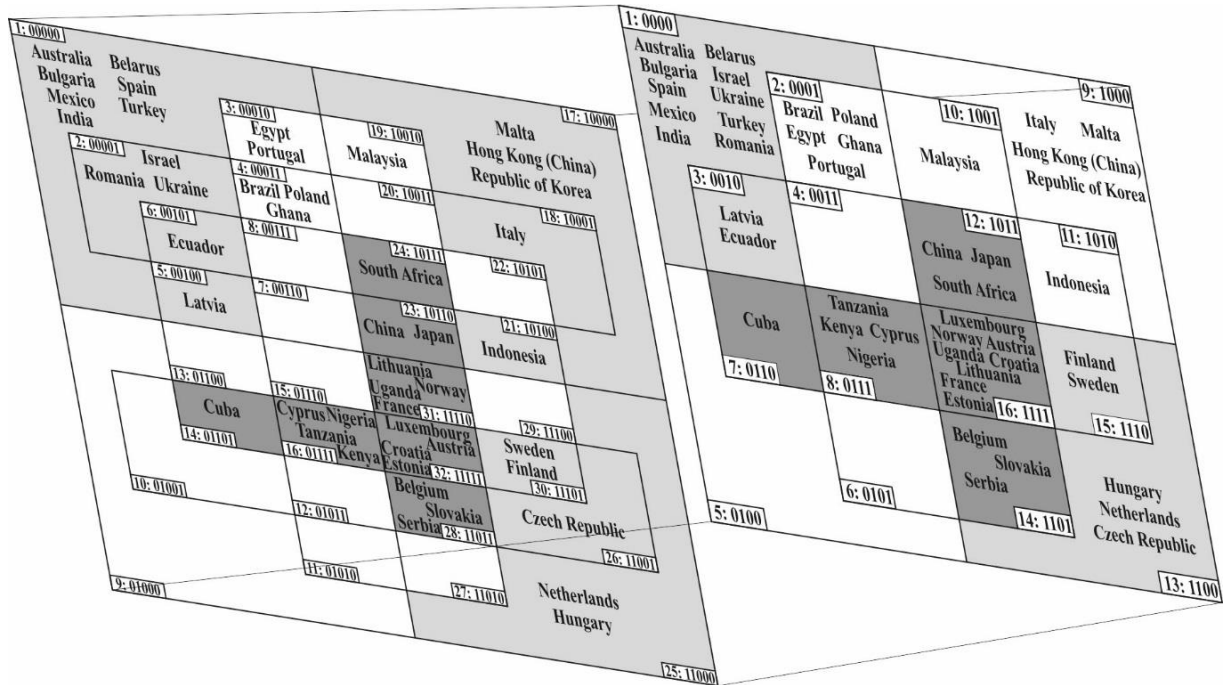 1: 00000
Australia Belarus
Bulgaria Spain
Mexico Turkey
India
17: 10000
Malta
Hong Kong (China)
Republic of Korea
3: 00010
Egypt
Portugal
19: 10010
Malaysia
2: 00001
Israel
Romania Ukraine
4: 00011
Brazil Poland
Ghana
20: 10011
18: 10001
Italy
6: 00101
Ecuador
8: 00111
24: 10111
South Africa
22: 10101
5: 00100
Latvia
7: 00110
23: 10110
China Japan
21: 10100
Indonesia
13: 01100
15: 01110
Lithuania
Uganda Norway
France
31: 11110
29: 11100
Cuba
14: 01101
Cyprus Nigeria
Tanzania
Kenya
16: 01111
Luxembourg
Austria
Croatia
Estonia
32: 11111
Sweden
Finland
30: 11101
10: 01001
12: 01011
Belgium
Slovakia
Serbia
28: 11011
Czech Republic
26: 11001
9: 01000
11: 01010
27: 11010
Netherlands
Hungary
25: 11000
1: 0000
Australia Belarus
Bulgaria Israel
Spain Ukraine
Mexico Turkey
India Romania
2: 0001
Brazil Poland
Egypt Ghana
Portugal
10: 1001
Malaysia
9: 1000
Italy Malta
Hong Kong (China)
Republic of Korea
3: 0010
Latvia
Ecuador
4: 0011
12: 1011
China Japan
South Africa
11: 1010
Indonesia
Cuba
7: 0110
Tanzania
Kenya Cyprus
Nigeria
8: 0111
Luxembourg
Norway Austria
Uganda Croatia
Lithuania
France
Estonia
16: 1111
Finland
Sweden
15: 1110
5: 0100
6: 0101
Belgium
Slovakia
Serbia
14: 1101
Hungary
Netherlands
Czech Republic
13: 1100